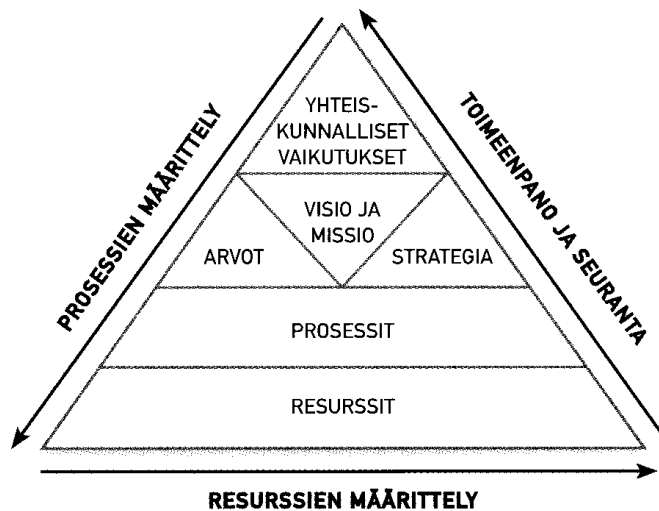 YHTEIS-
KUNNALLISET
VAIKUTUKSET
PROSESSIEN MÄÄRITTELY
TOIMEENPANO JA SEURANTA
VISIO JA
MISSIO
ARVOT
STRATEGIA
PROSESSIT
RESURSSIT
RESURSSIEN MÄÄRITTELY